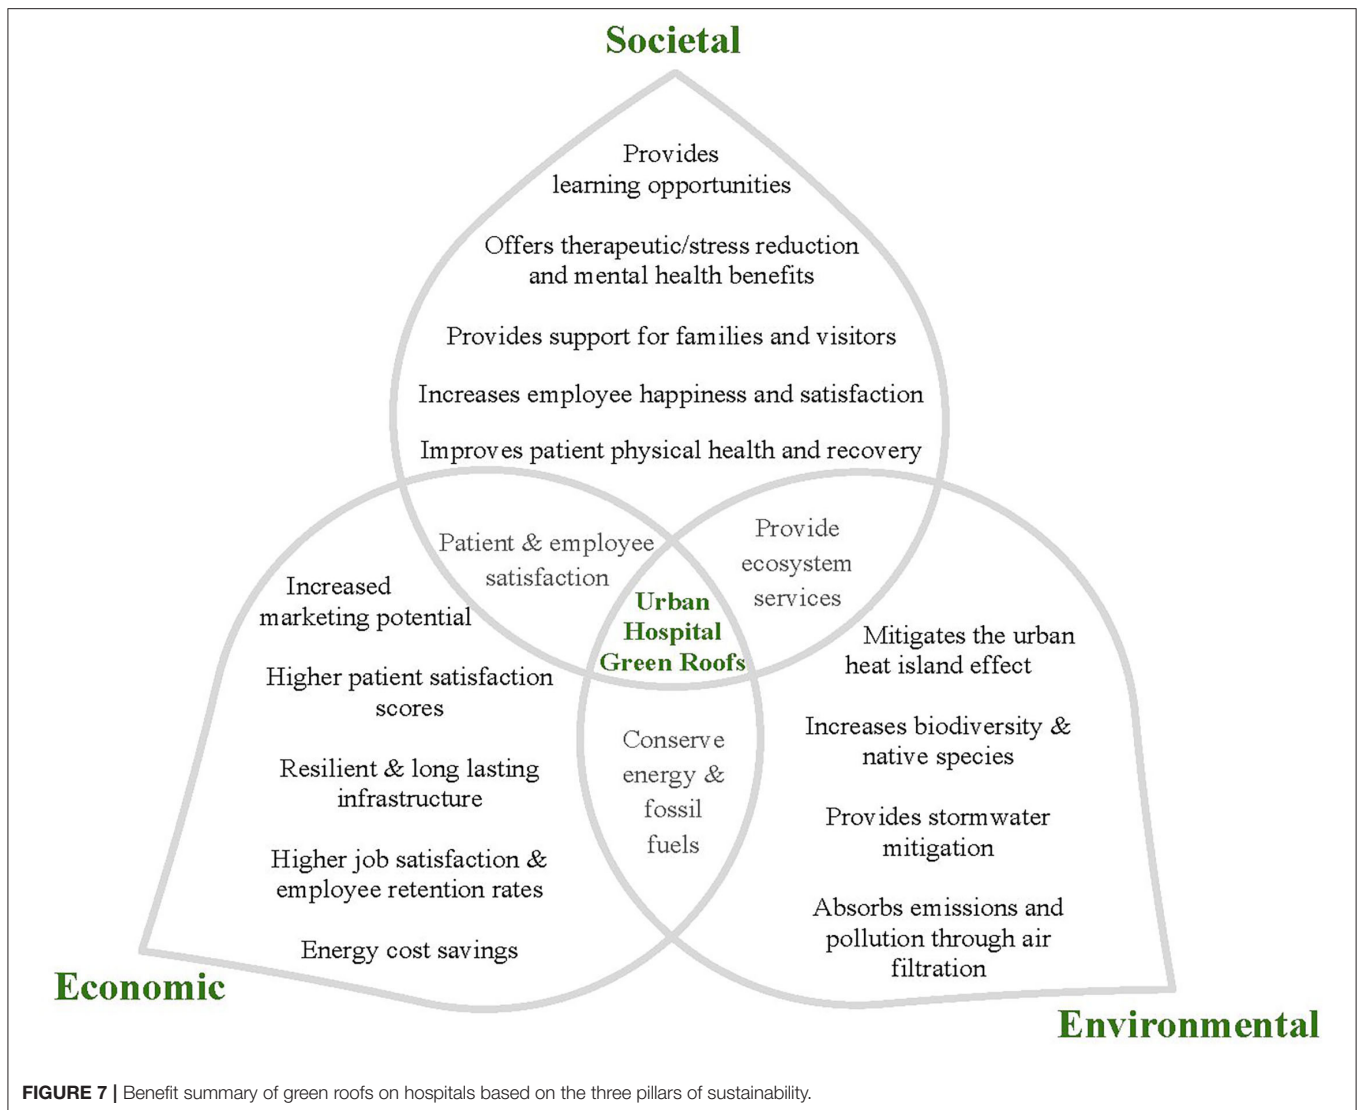 Societal
Provides
learning opportunities
Offers therapeutic/stress reduction
and mental health benefits
Provides support for families and visitors
Increases employee happiness and satisfaction
Improves patient physical health and recovery
Patient & employee
satisfaction
Provide
ecosystem
services
Urban
Hospital
Green Roofs
Increased
marketing potential
Higher patient satisfaction
scores
Resilient & long lasting
infrastructure
Higher job satisfaction &
employee retention rates
Energy cost savings
Conserve
energy &
fossil
fuels
Mitigates the urban
heat island effect
Increases biodiversity &
native species
Provides stormwater
mitigation
Absorbs emissions and
pollution through air
filtration
Economic
Environmental
FIGURE 7 | Benefit summary of green roofs on hospitals based on the three pillars of sustainability.